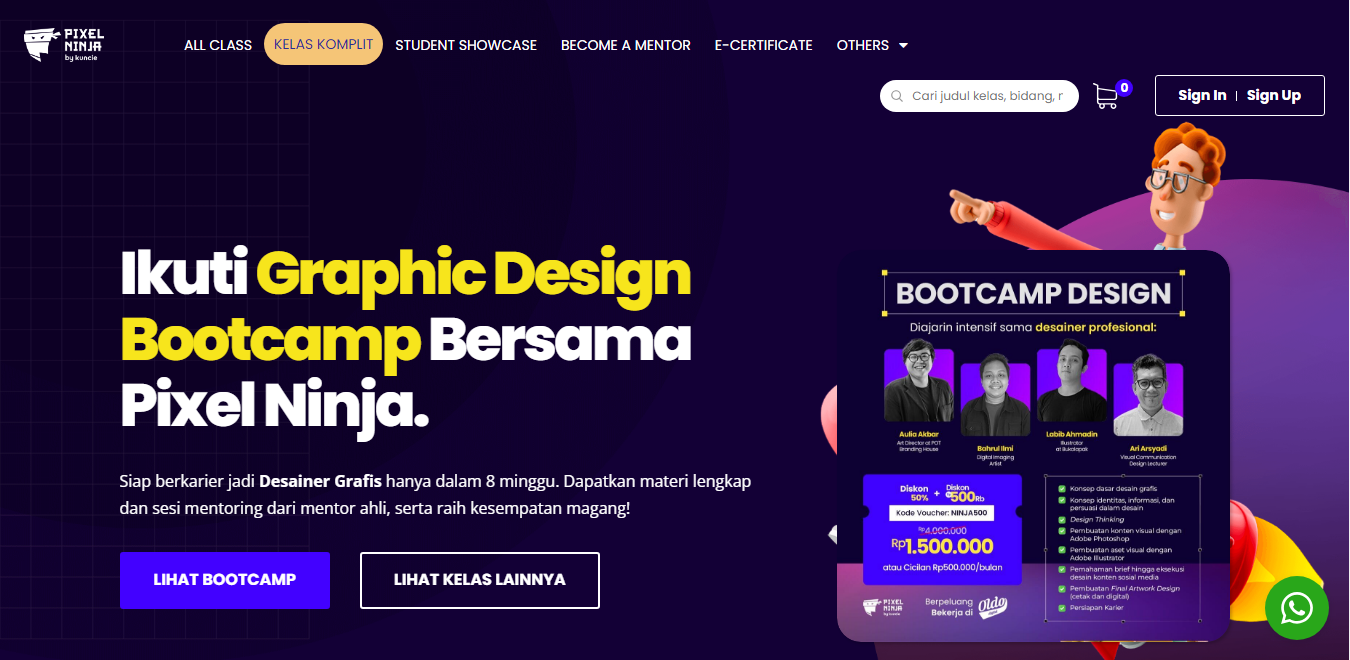 PIXEL
NINJA
by kuncie
ALL CLASS
KELAS KOMPLIT
STUDENT SHOWCASE
BECOME A MENTOR
E-CERTIFICATE
OTHERS
Cari judul kelas, bidang, r
0
Sign In | Sign Up
Ikuti Graphic Design
Bootcamp Bersama
Pixel Ninja.
Siap berkarier jadi Desainer Grafis hanya dalam 8 minggu. Dapatkan materi lengkap
dan sesi mentoring dari mentor ahli, serta raih kesempatan magang!
LIHAT BOOTCAMP
LIHAT KELAS LAINNYA
BOOTCAMP DESIGN
Diajarin intensif sama desainer profesional:
Aulia Akbar
Art Director at POT
Branding House
Bahrul Ilmi
Digital Imaging
Artist
Labib Ahmadin
Illustrator
at Bukalapak
Ari Arsyadi
Visual Communication
Design Lecturer
Diskon
50%
+
Diskon
500Rb
Kode Voucher: NINJA500
Rp4.000.000
Rp1.500.000
atau Cicilan Rp500.000/bulan
Konsep dasar desain grafis
Konsep identitas, informasi, dan
persuasi dalam desain
Design Thinking
Pembuatan konten visual dengan
Adobe Photoshop
Pembuatan aset visual dengan
Adobe Illustrator
Pemahaman brief hingga eksekusi
desain konten sosial media
Pembuatan Final Artwork Design
(cetak dan digital)
Persiapan Karier
PIXEL
NINJA
by kuncie
Berpeluang
Bekerja di
Oldo